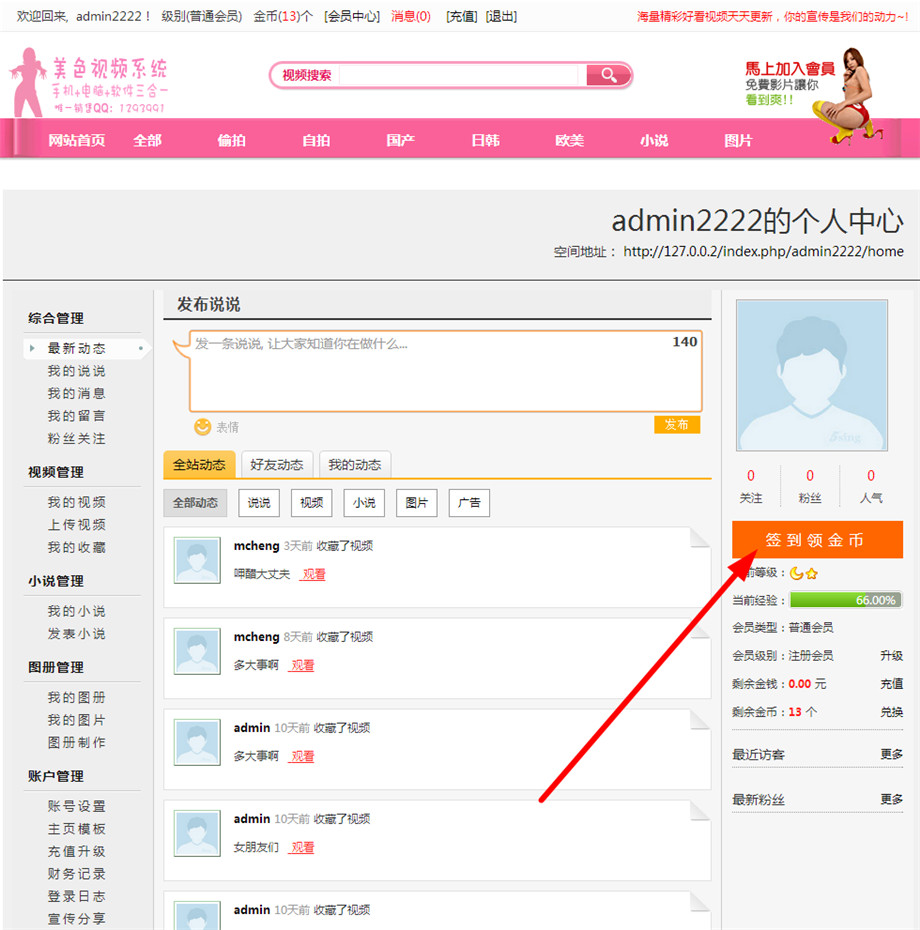 欢迎回来, admin2222！ 级别(普通会员) 金币(13)个 [会员中心] 消息(0) [充值] [退出] 海量精彩好看视频天天更新，你的宣传是我们的动力~!
美色视频系统
手机+电脑+软件三合一
唯一销售QQ: 1293991
视频搜索
馬上加入會員
免費影片讓你
看到爽!!
网站首页 全部 偷拍 自拍 国产 日韩 欧美 小说 图片
admin2222的个人中心
空间地址： http://127.0.0.2/index.php/admin2222/home
综合管理
最新动态
我的说说
我的消息
我的留言
粉丝关注
视频管理
我的视频
上传视频
我的收藏
小说管理
我的小说
发表小说
图册管理
我的图册
我的图片
图册制作
账户管理
账号设置
主页模板
充值升级
财务记录
登录日志
宣传分享
发布说说
发一条说说, 让大家知道你在做什么... 140
表情 发布
全站动态 好友动态 我的动态
全部动态 说说 视频 小说 图片 广告
mcheng 3天前 收藏了视频
呷醋大丈夫 观看
mcheng 8天前 收藏了视频
多大事啊 观看
admin 10天前 收藏了视频
多大事啊 观看
admin 10天前 收藏了视频
女朋友们 观看
admin 10天前 收藏了视频
0 0 0
关注 粉丝 人气
签到领金币
前等级：
当前经验： 66.00%
会员类型：普通会员
会员级别：注册会员 升级
剩余金钱：0.00 元 充值
剩余金币：13 个 兑换
最近访客 更多
最新粉丝 更多